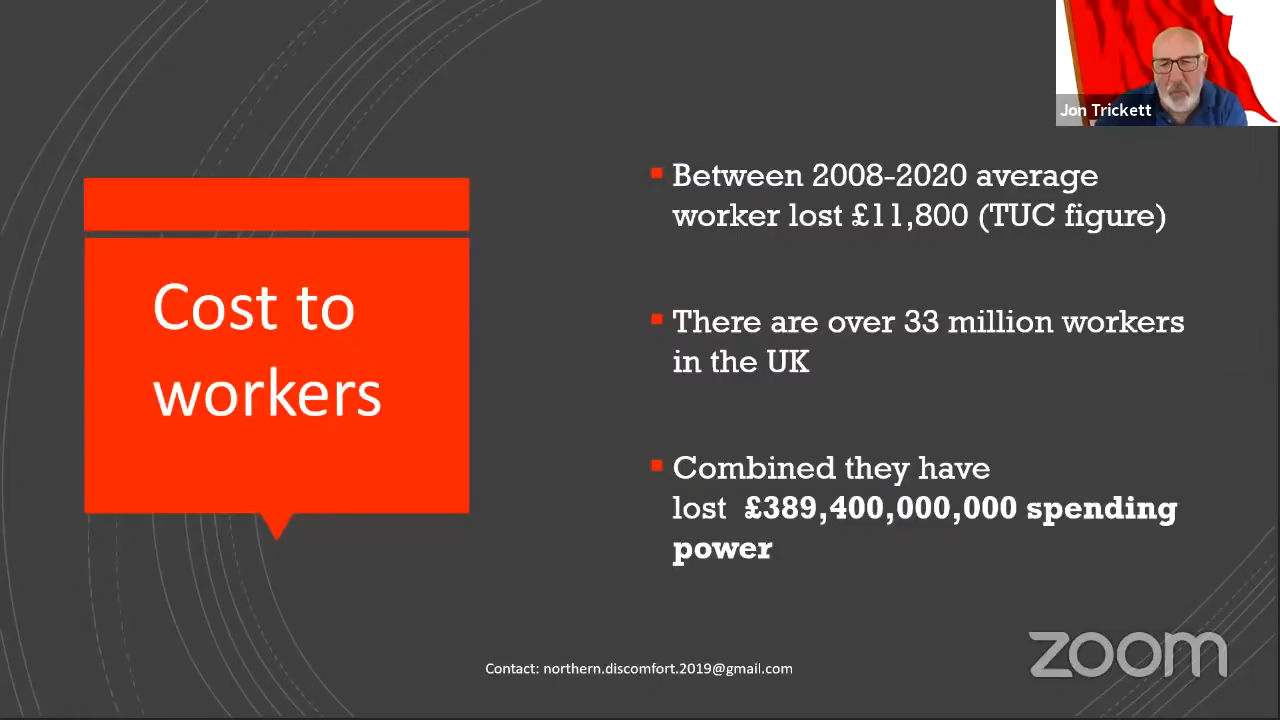 Jon Trickett
Cost to
workers
Between 2008-2020 average
worker lost £11,800 (TUC figure)
There are over 33 million workers
in the UK
Combined they have
lost £389,400,000,000 spending
power
Contact: northern.discomfort.2019@gmail.com
zoom